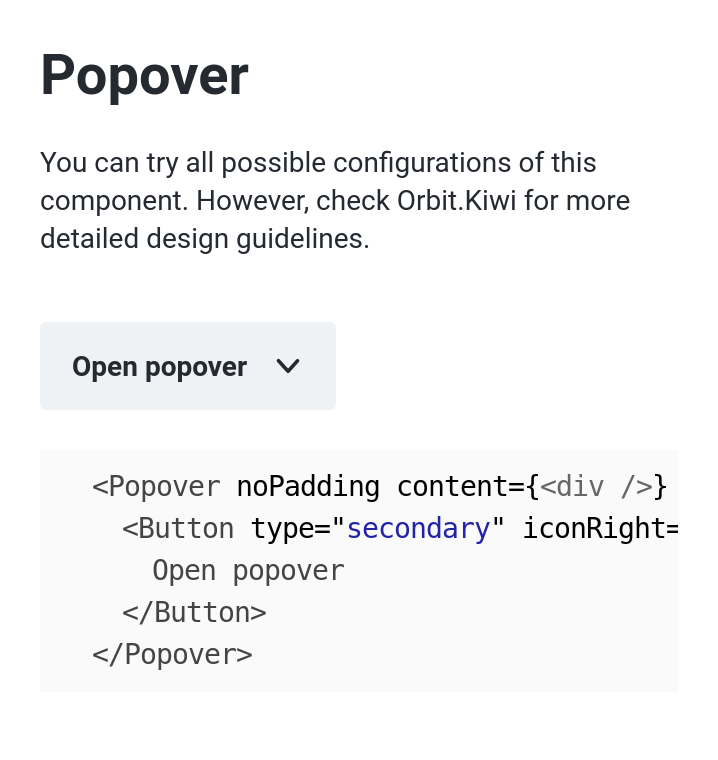 Popover
You can try all possible configurations of this
component. However, check Orbit.Kiwi for more
detailed design guidelines.
Open popover
<Popover noPadding content={<div />}
<Button type="secondary" iconRight=
Open popover
</Button>
</Popover>